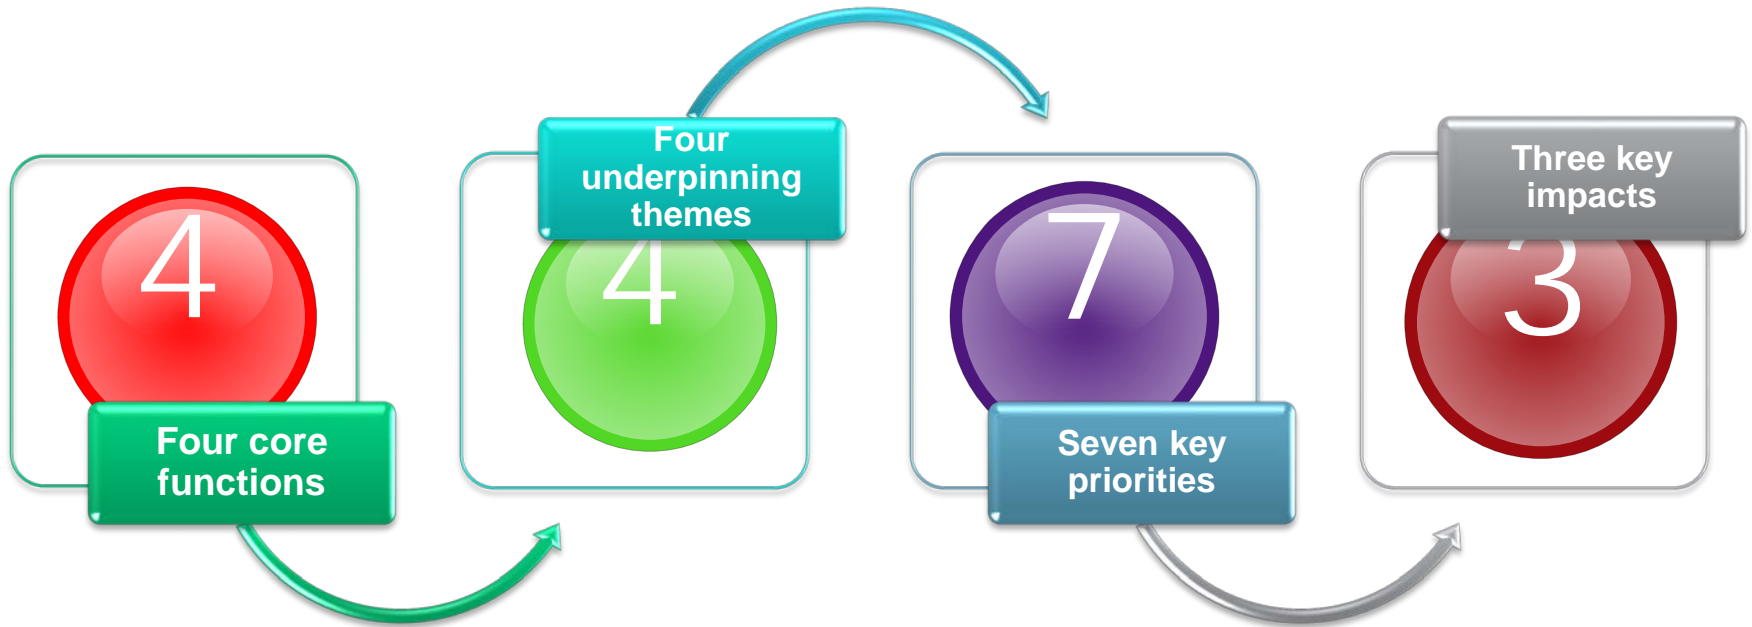 4
Four core
functions
Four
underpinning
themes
4
7
Seven key
priorities
Three key
impacts
3